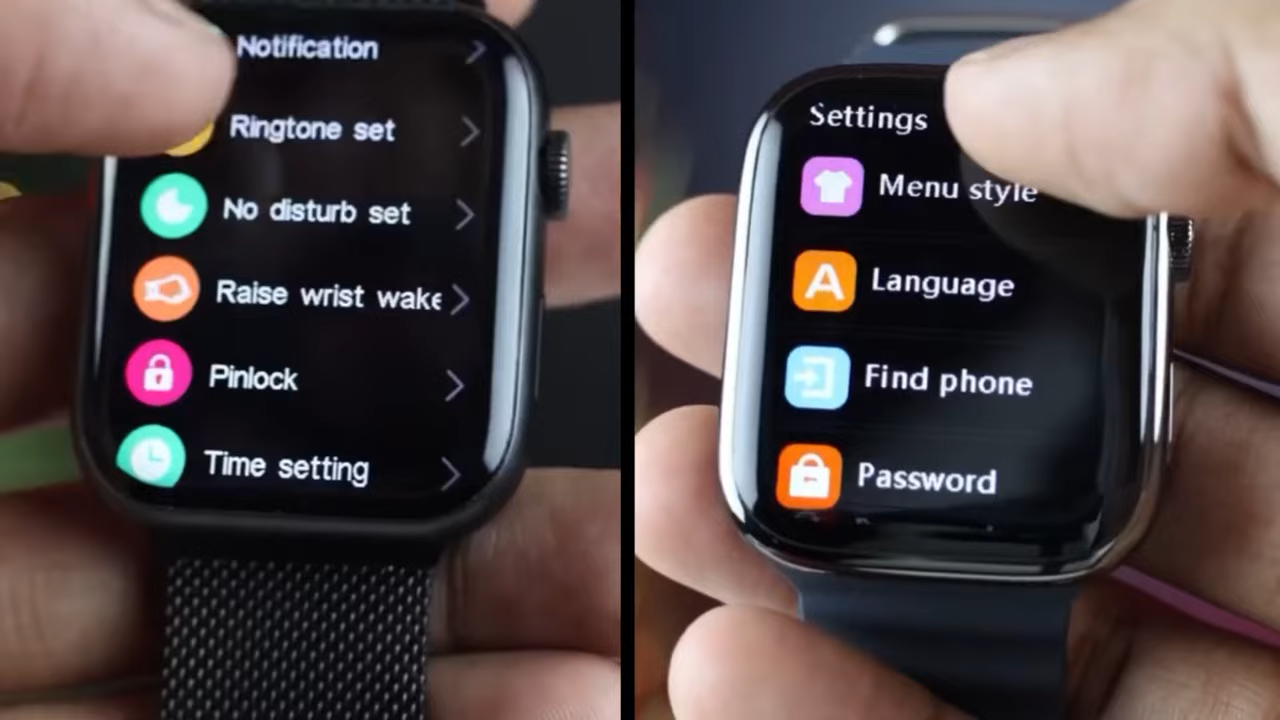 Notification
Ringtone set
No disturb set
Raise wrist wake
Pinlock
Time setting
Settings
Menu style
A Language
Find phone
Password